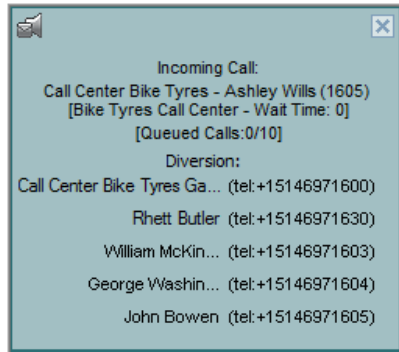 Incoming Call:
Call Center Bike Tyres - Ashley Wills (1605)
[Bike Tyres Call Center - Wait Time: 0]
[Queued Calls:0/10]
Diversion:
Call Center Bike Tyres Ga... (tel:+15146971600)
Rhett Butler (tel:+15146971630)
William McKin... (tel:+15146971603)
George Washin... (tel:+15146971604)
John Bowen (tel:+15146971605)